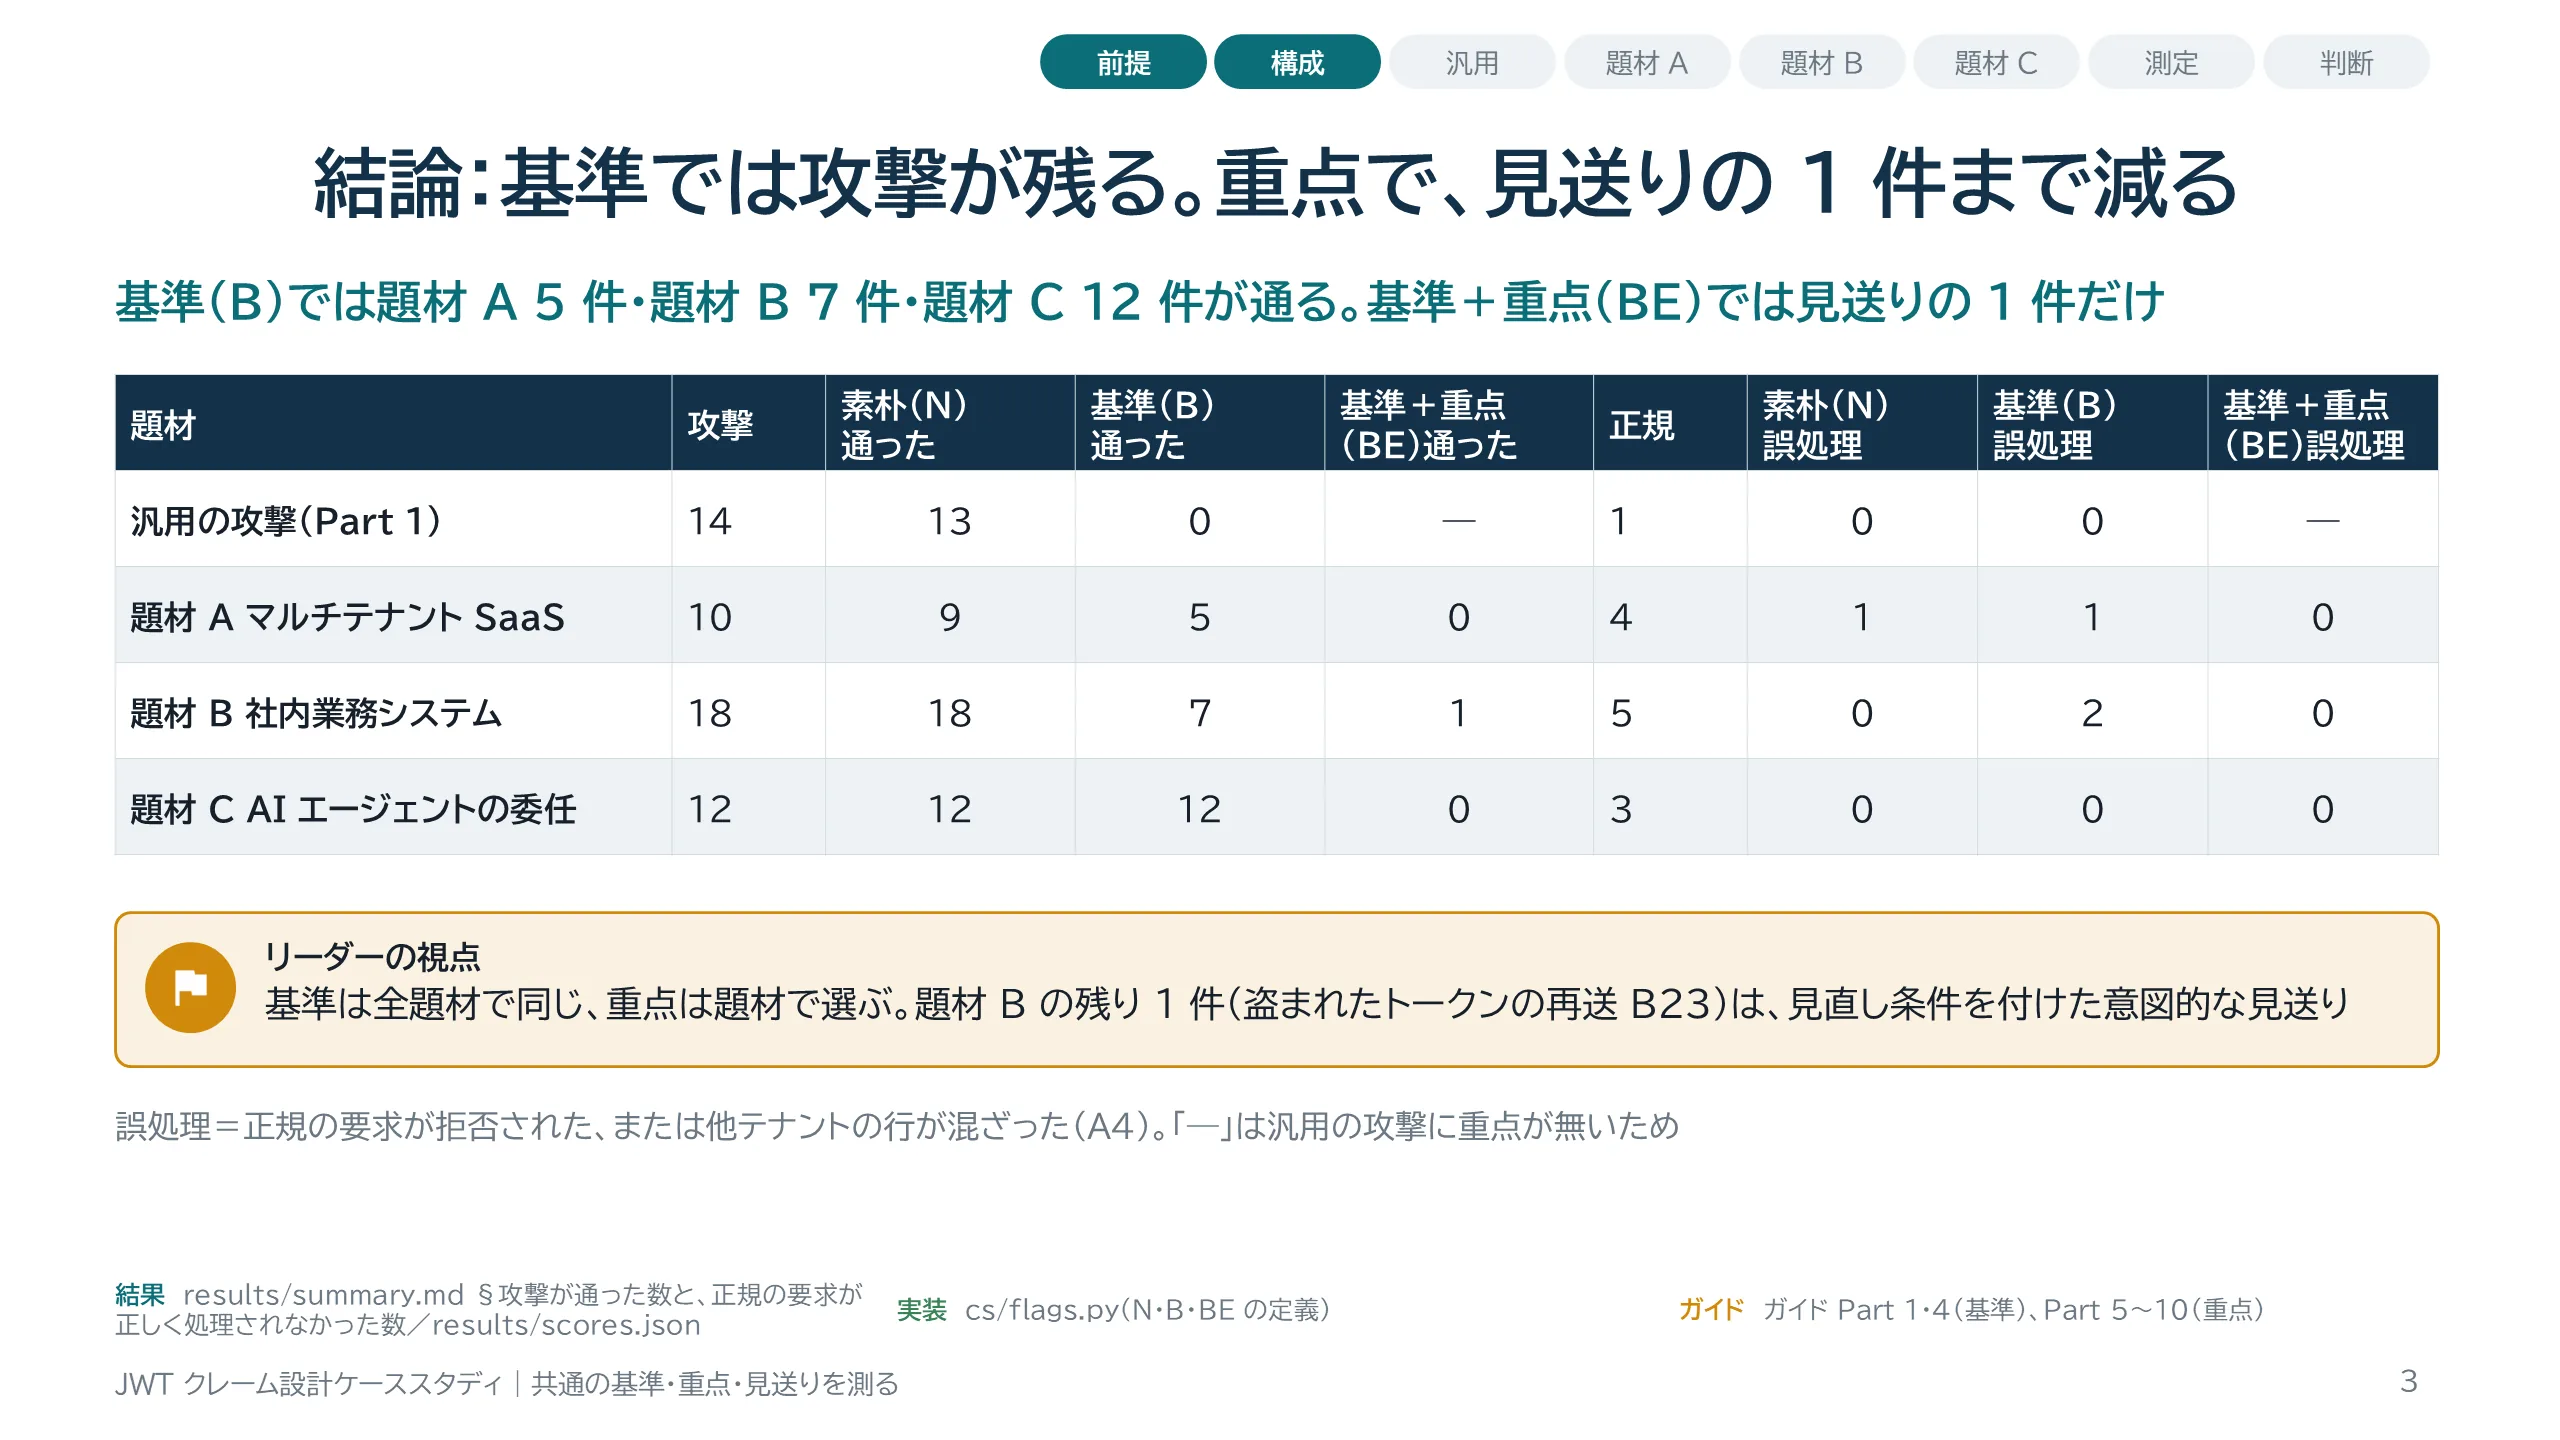 前提 構成 汎用 題材 A 題材 B 題材 C 測定 判断
結論：基準では攻撃が残る。重点で、見送りの 1 件まで減る
基準（B）では題材 A 5 件・題材 B 7 件・題材 C 12 件が通る。基準＋重点（BE）では見送りの 1 件だけ
題材 攻撃 素朴（N）通った 基準（B）通った 基準＋重点（BE）通った 正規 素朴（N）誤処理 基準（B）誤処理 基準＋重点（BE）誤処理
汎用の攻撃（Part 1） 14 13 0 ― 1 0 0 ―
題材 A マルチテナント SaaS 10 9 5 0 4 1 1 0
題材 B 社内業務システム 18 18 7 1 5 0 2 0
題材 C AI エージェントの委任 12 12 12 0 3 0 0 0
リーダーの視点
基準は全題材で同じ、重点は題材で選ぶ。題材 B の残り 1 件（盗まれたトークンの再送 B23）は、見直し条件を付けた意図的な見送り
誤処理＝正規の要求が拒否された、または他テナントの行が混ざった（A4）。「―」は汎用の攻撃に重点が無いため
結果 results/summary.md §攻撃が通った数と、正規の要求が
正しく処理されなかった数／results/scores.json
実装 cs/flags.py（N・B・BE の定義）
ガイド ガイド Part 1・4（基準）、Part 5～10（重点）
JWT クレーム設計ケーススタディ｜共通の基準・重点・見送りを測る
3